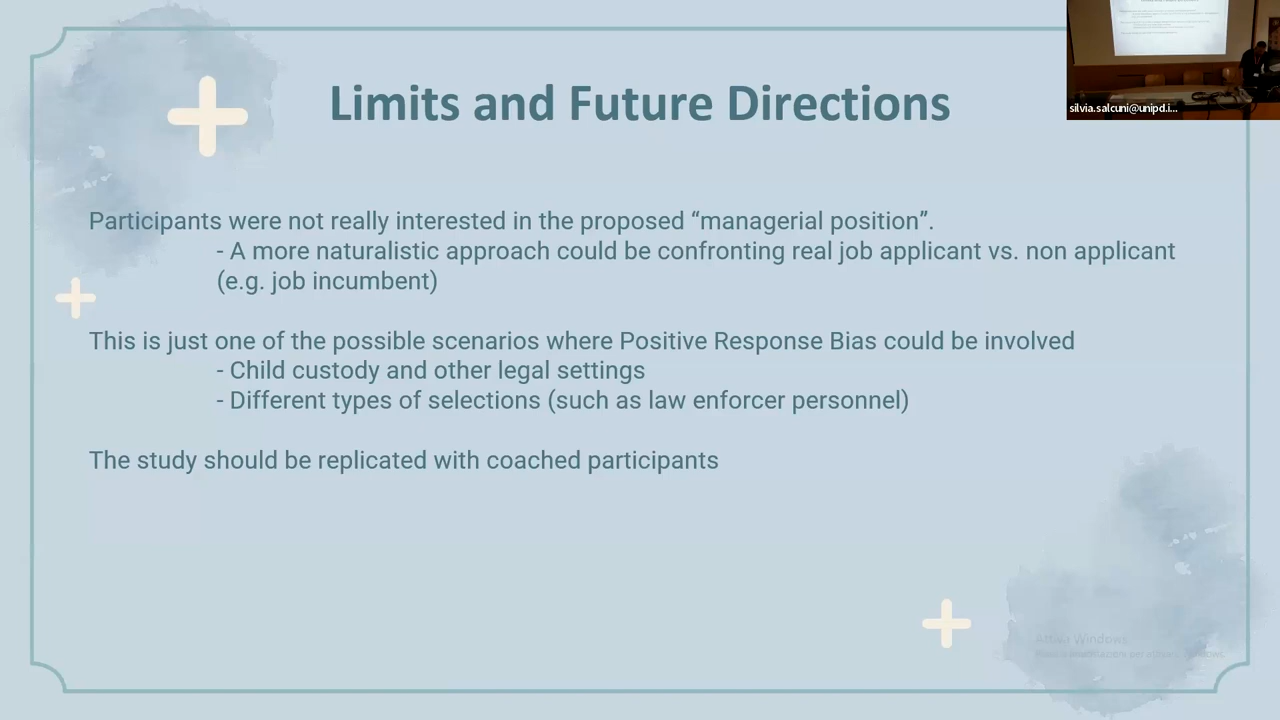 silvia.salcuni@unipd.i...
Limits and Future Directions
Participants were not really interested in the proposed “managerial position”.
- A more naturalistic approach could be confronting real job applicant vs. non applicant
(e.g. job incumbent)
This is just one of the possible scenarios where Positive Response Bias could be involved
- Child custody and other legal settings
- Different types of selections (such as law enforcer personnel)
The study should be replicated with coached participants
Attiva Windows